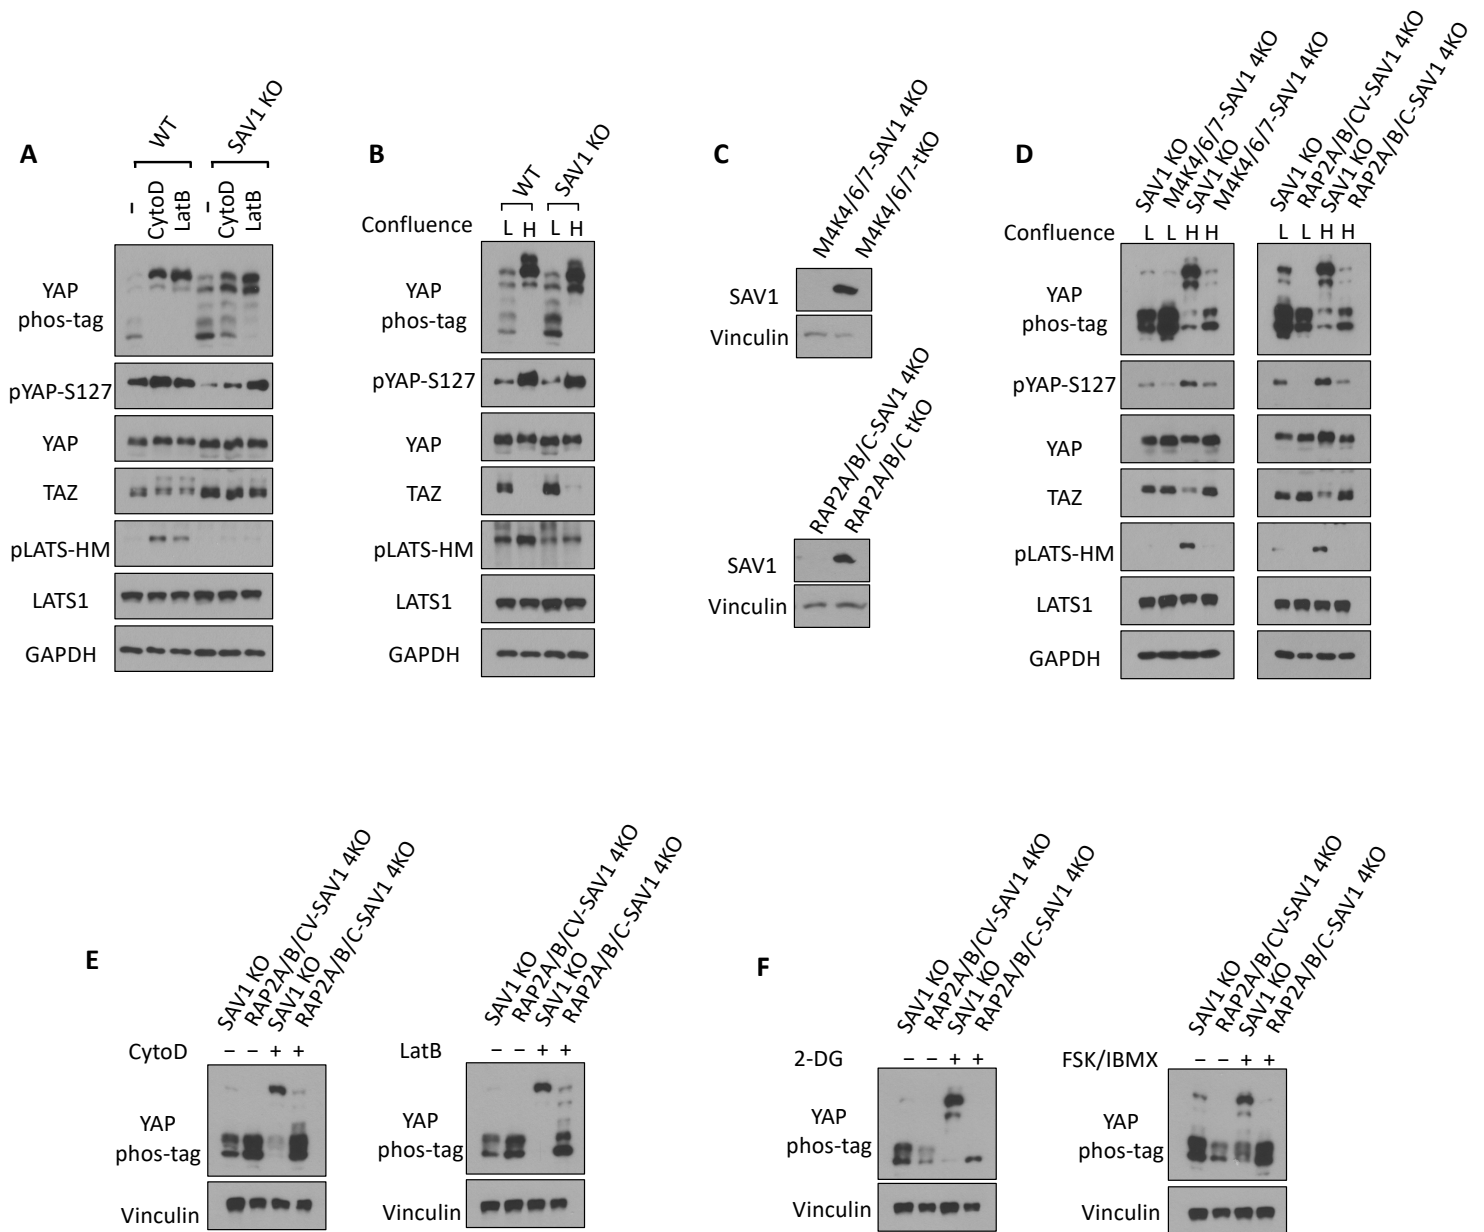 A
WT
SAV1 KO
–
CytoD
LatB
–
CytoD
LatB
YAP
phos-tag
pYAP-S127
YAP
TAZ
pLATS-HM
LATS1
GAPDH
B
WT
SAV1 KO
Confluence
L H L H
YAP
phos-tag
pYAP-S127
YAP
TAZ
pLATS-HM
LATS1
GAPDH
C
M4K4/6/7-SAV1 4KO
M4K4/6/7-tKO
SAV1
Vinculin
RAP2A/B/C-SAV1 4KO
RAP2A/B/C tKO
SAV1
Vinculin
D
SAV1 KO
M4K4/6/7-SAV1 4KO
SAV1 KO
M4K4/6/7-SAV1 4KO
SAV1 KO
RAP2A/B/CV-SAV1 4KO
SAV1 KO
RAP2A/B/C-SAV1 4KO
Confluence
L L H H
L L H H
YAP
phos-tag
pYAP-S127
YAP
TAZ
pLATS-HM
LATS1
GAPDH
E
SAV1 KO
RAP2A/B/CV-SAV1 4KO
SAV1 KO
RAP2A/B/C-SAV1 4KO
CytoD
– – + +
YAP
phos-tag
Vinculin
SAV1 KO
RAP2A/B/CV-SAV1 4KO
SAV1 KO
RAP2A/B/C-SAV1 4KO
LatB
– – + +
YAP
phos-tag
Vinculin
F
SAV1 KO
RAP2A/B/CV-SAV1 4KO
SAV1 KO
RAP2A/B/C-SAV1 4KO
2-DG
– – + +
YAP
phos-tag
Vinculin
SAV1 KO
RAP2A/B/CV-SAV1 4KO
SAV1 KO
RAP2A/B/C-SAV1 4KO
FSK/IBMX
– – + +
YAP
phos-tag
Vinculin